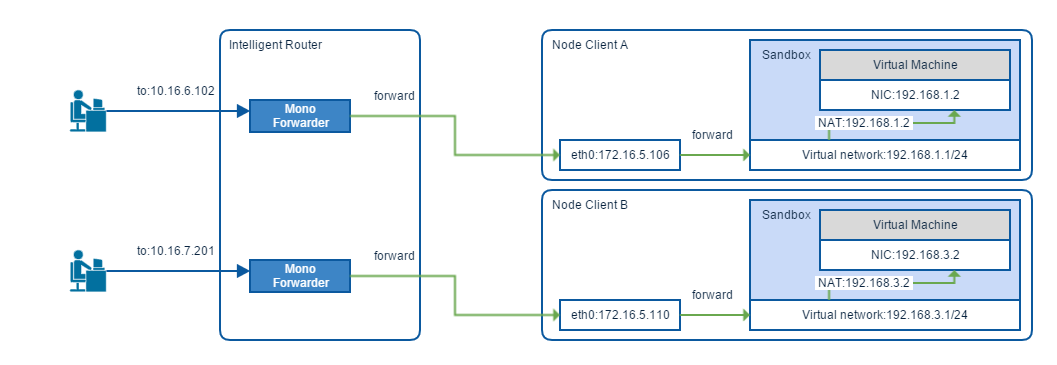 Intelligent Router
to:10.16.6.102
Mono
Forwarder
forward
Node Client A
eth0:172.16.5.106
forward
Sandbox
Virtual Machine
NIC:192.168.1.2
NAT:192.168.1.2
Virtual network:192.168.1.1/24
to:10.16.7.201
Mono
Forwarder
forward
Node Client B
eth0:172.16.5.110
forward
Sandbox
Virtual Machine
NIC:192.168.3.2
NAT:192.168.3.2
Virtual network:192.168.3.1/24